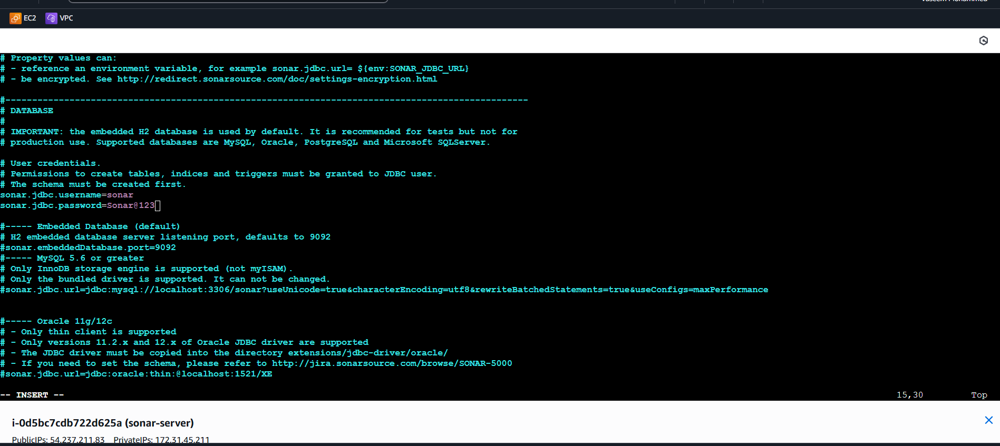 EC2 VPC
# Property values can:
# - reference an environment variable, for example sonar.jdbc.url= ${env:SONAR_JDBC_URL}
# - be encrypted. See http://redirect.sonarsource.com/doc/settings-encryption.html
#--------------------------------------------------------------------------------------------------
# DATABASE
#
# IMPORTANT: the embedded H2 database is used by default. It is recommended for tests but not for
# production use. Supported databases are MySQL, Oracle, PostgreSQL and Microsoft SQLServer.
# User credentials.
# Permissions to create tables, indices and triggers must be granted to JDBC user.
# The schema must be created first.
sonar.jdbc.username=sonar
sonar.jdbc.password=Sonar@123
#----- Embedded Database (default)
# H2 embedded database server listening port, defaults to 9092
#sonar.embeddedDatabase.port=9092
#----- MySQL 5.6 or greater
# Only InnoDB storage engine is supported (not myISAM).
# Only the bundled driver is supported. It can not be changed.
#sonar.jdbc.url=jdbc:mysql://localhost:3306/sonar?useUnicode=true&characterEncoding=utf8&rewriteBatchedStatements=true&useConfigs=maxPerformance
#----- Oracle 11g/12c
# - Only thin client is supported
# - Only versions 11.2.x and 12.x of Oracle JDBC driver are supported
# - The JDBC driver must be copied into the directory extensions/jdbc-driver/oracle/
# - If you need to set the schema, please refer to http://jira.sonarsource.com/browse/SONAR-5000
#sonar.jdbc.url=jdbc:oracle:thin:@localhost:1521/XE
-- INSERT -- 15,30 Top
i-0d5bc7cdb722d625a (sonar-server)
PublicIPs: 54.237.211.83 PrivateIPs: 172.31.45.211